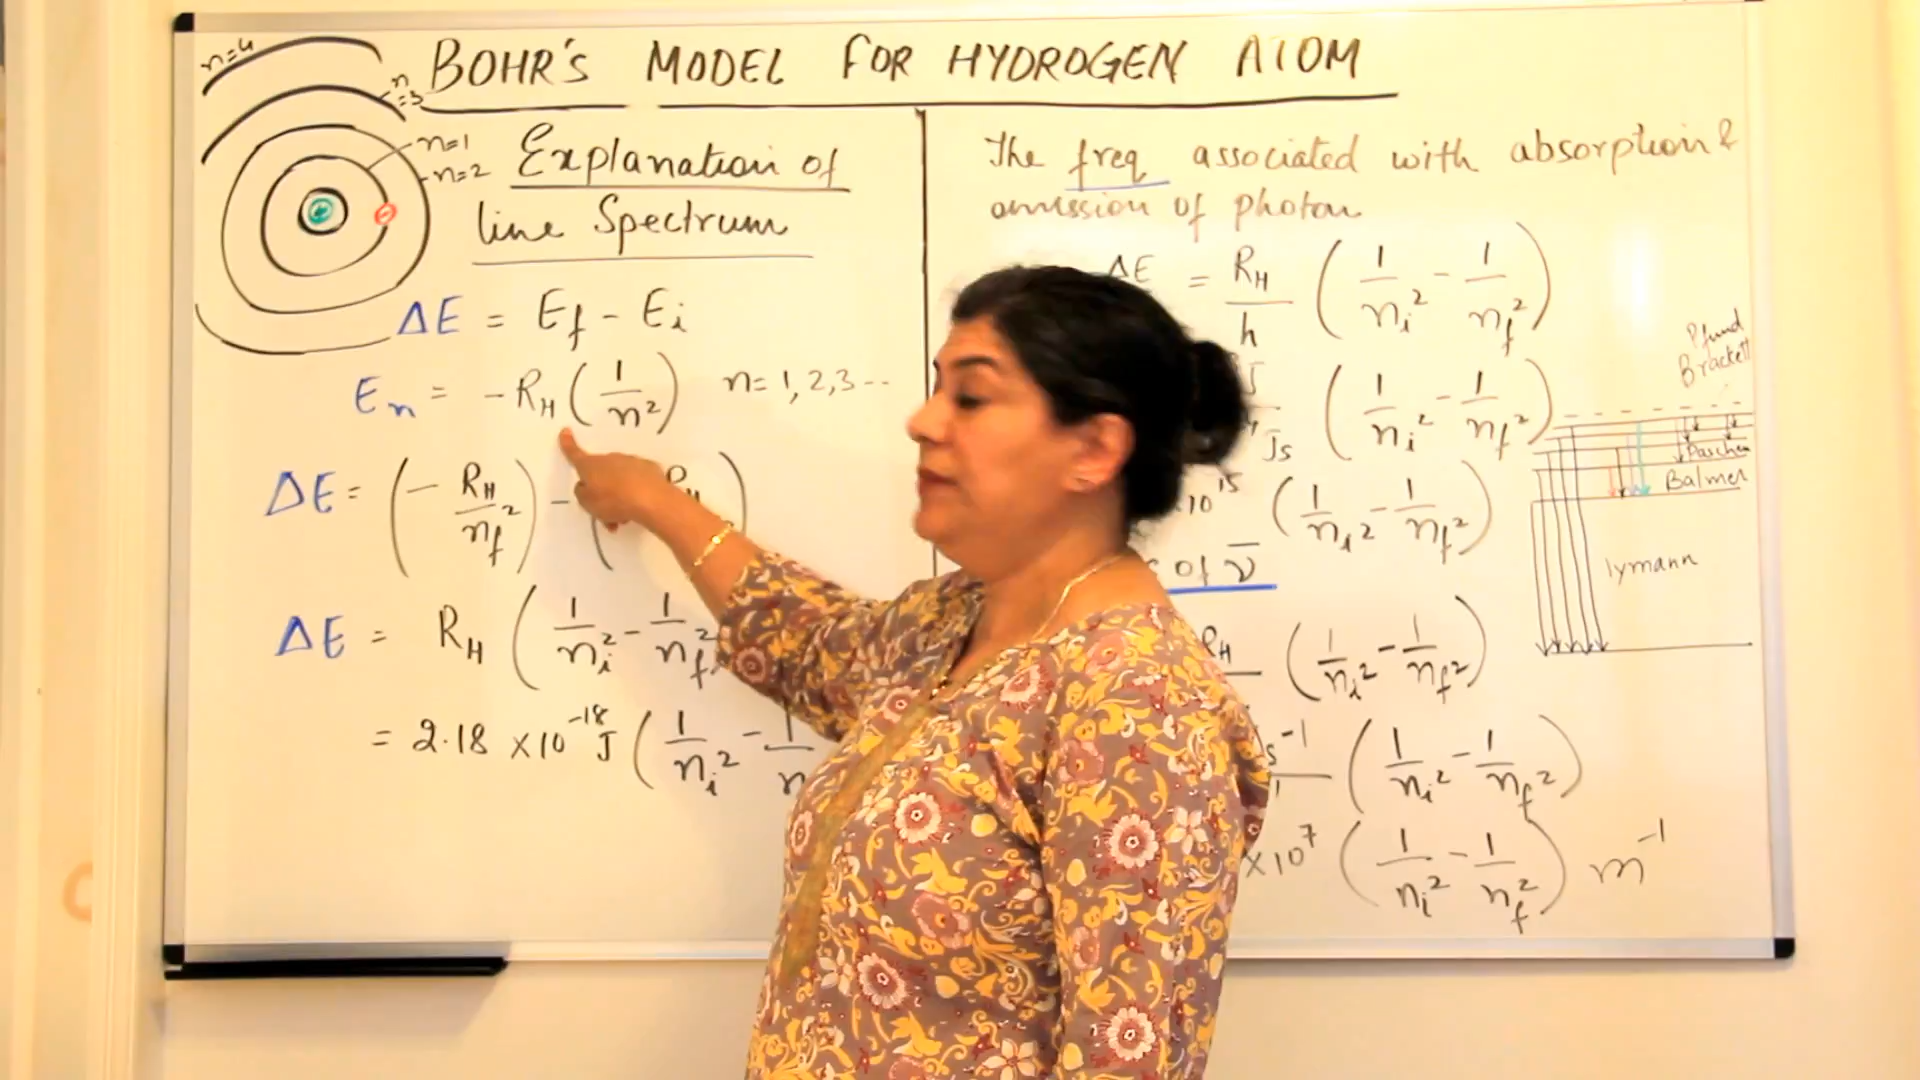 BOHR'S MODEL FOR HYDROGEN ATOM
n=4
n=3
n=1
n=2
Explanation of
line Spectrum
ΔE = Ef - Ei
En = - RH (1/n²) n= 1, 2, 3 --
ΔE = (- RH/nf²) - (
ΔE = RH (1/ni² - 1/nf²
= 2.18 ×10⁻¹⁸ J (1/ni² - 1/n
The freq associated with absorption &
emission of photon
ΔE = RH/h (1/ni² - 1/nf²)
J
Js (1/ni² - 1/nf²)
×10¹⁵ (1/ni² - 1/nf²)
of ν̄
RH (1/ni² - 1/nf²)
s⁻¹ (1/ni² - 1/nf²)
×10⁷ (1/ni² - 1/nf²) m⁻¹
Pfund
Brackett
Paschen
Balmer
lymann